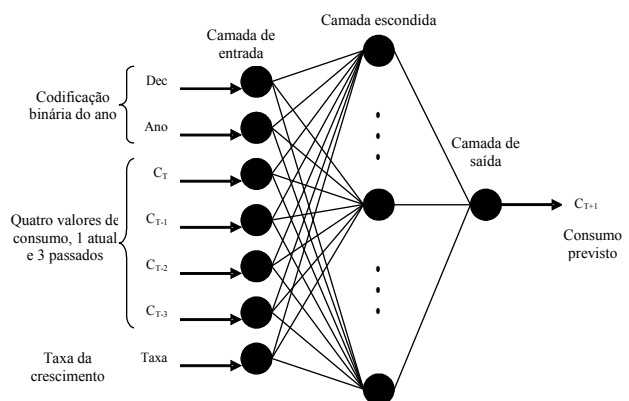 Camada escondida
Camada de
entrada
Dec
Codificação
binária do ano
Ano
Camada de
saída
C_T
Quatro valores de
consumo, 1 atual
e 3 passados
C_T-1
C_T-2
C_T-3
C_T+1
Consumo
previsto
Taxa da
crescimento
Taxa